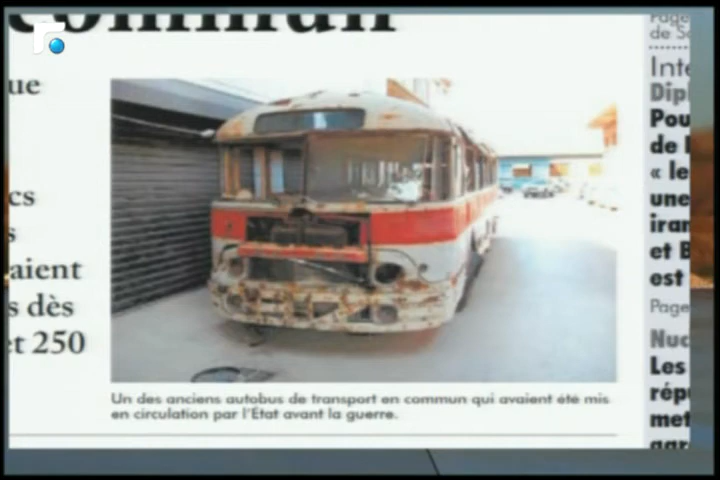 commun
ue
cs
s
aient
s dès
et 250
Un des anciens autobus de transport en commun qui avaient été mis
en circulation par l'État avant la guerre.
Page
de Sa
Inte
Dipl
Pou
de l
« le
une
iran
et B
est
Page
Nuc
Les
répu
met